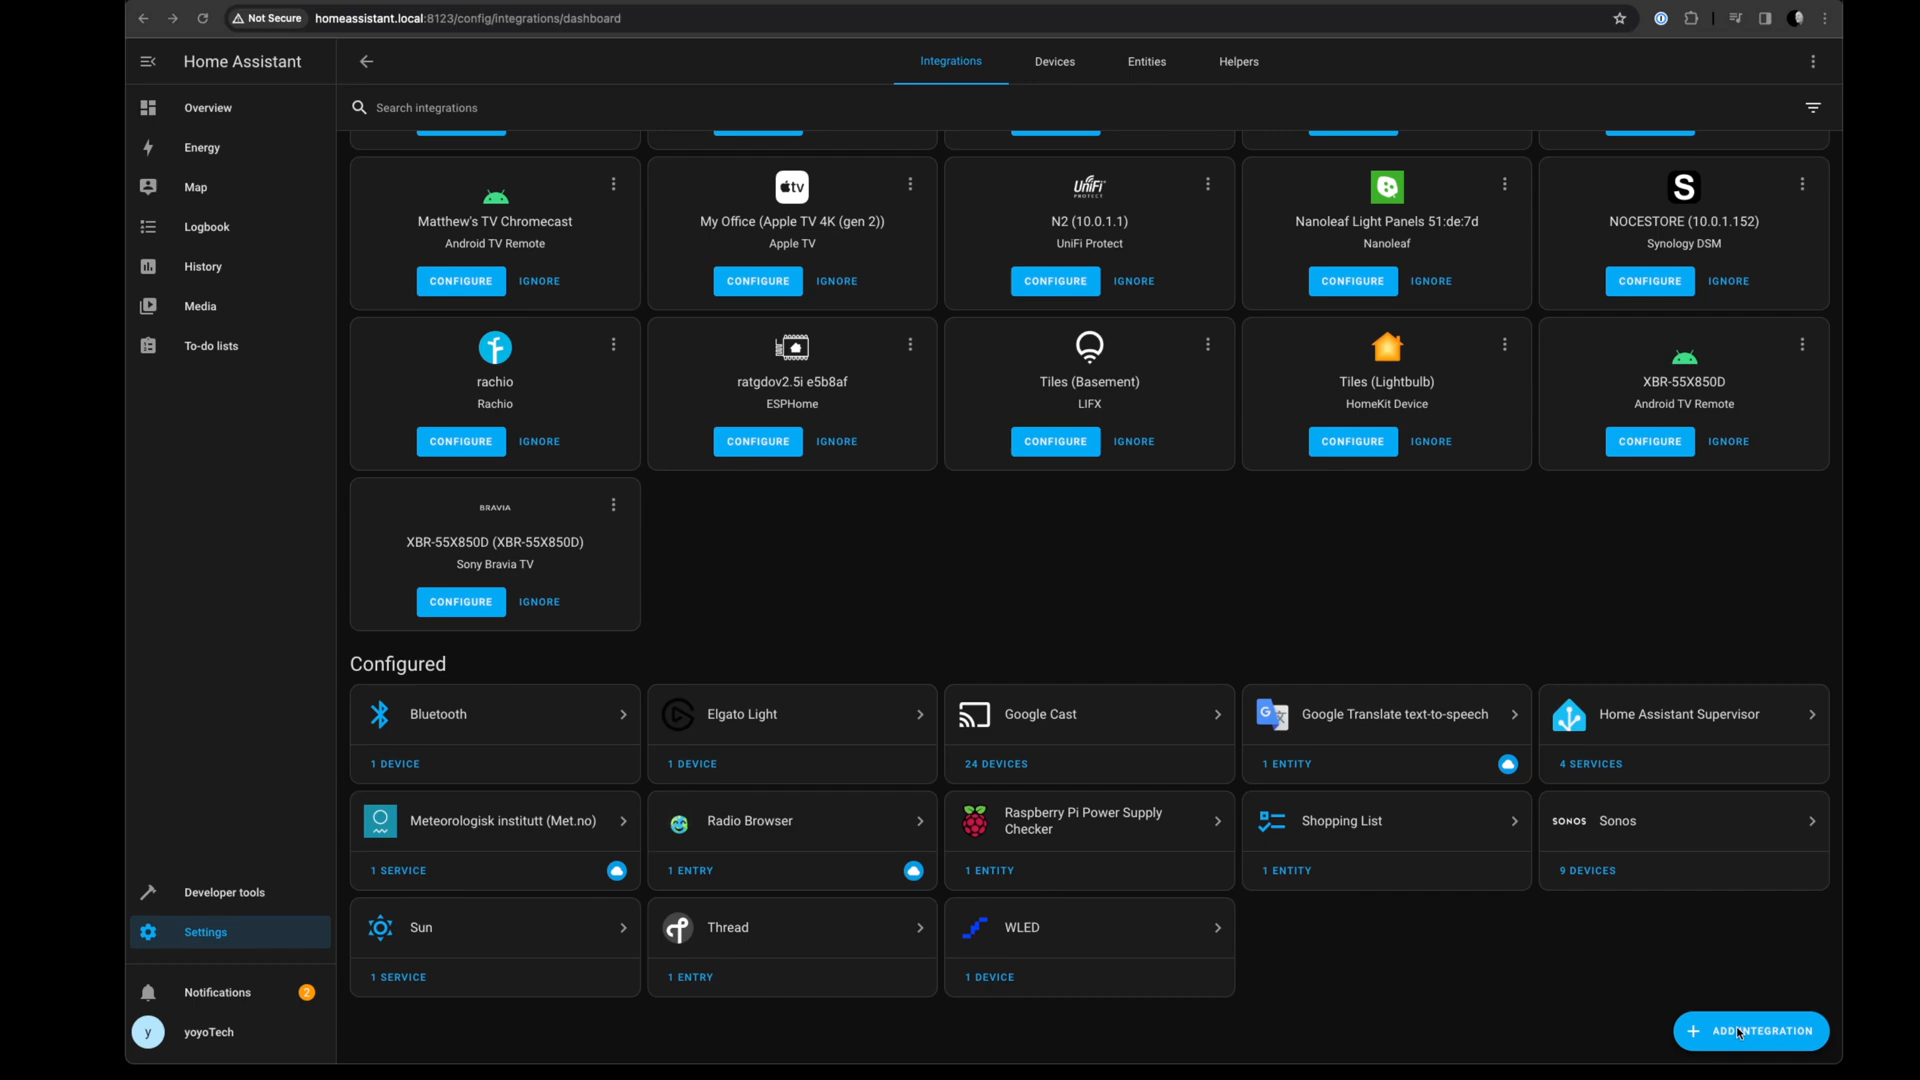 Not Secure homeassistant.local:8123/config/integrations/dashboard
Home Assistant
Integrations Devices Entities Helpers
Overview
Energy
Map
Logbook
History
Media
To-do lists
Developer tools
Settings
Notifications 2
y yoyoTech
Search integrations
tv UniFi PROTECT S
Matthew's TV Chromecast My Office (Apple TV 4K (gen 2)) N2 (10.0.1.1) Nanoleaf Light Panels 51:de:7d NOCESTORE (10.0.1.152)
Android TV Remote Apple TV UniFi Protect Nanoleaf Synology DSM
CONFIGURE IGNORE CONFIGURE IGNORE CONFIGURE IGNORE CONFIGURE IGNORE CONFIGURE IGNORE
rachio ratgdov2.5i e5b8af Tiles (Basement) Tiles (Lightbulb) XBR-55X850D
Rachio ESPHome LIFX HomeKit Device Android TV Remote
CONFIGURE IGNORE CONFIGURE IGNORE CONFIGURE IGNORE CONFIGURE IGNORE CONFIGURE IGNORE
BRAVIA
XBR-55X850D (XBR-55X850D)
Sony Bravia TV
CONFIGURE IGNORE
Configured
Bluetooth Elgato Light Google Cast G Google Translate text-to-speech Home Assistant Supervisor
1 DEVICE 1 DEVICE 24 DEVICES 1 ENTITY 4 SERVICES
Meteorologisk institutt (Met.no) Radio Browser Raspberry Pi Power Supply
Checker Shopping List SONOS Sonos
1 SERVICE 1 ENTRY 1 ENTITY 1 ENTITY 9 DEVICES
Sun Thread WLED
1 SERVICE 1 ENTRY 1 DEVICE
ADD INTEGRATION